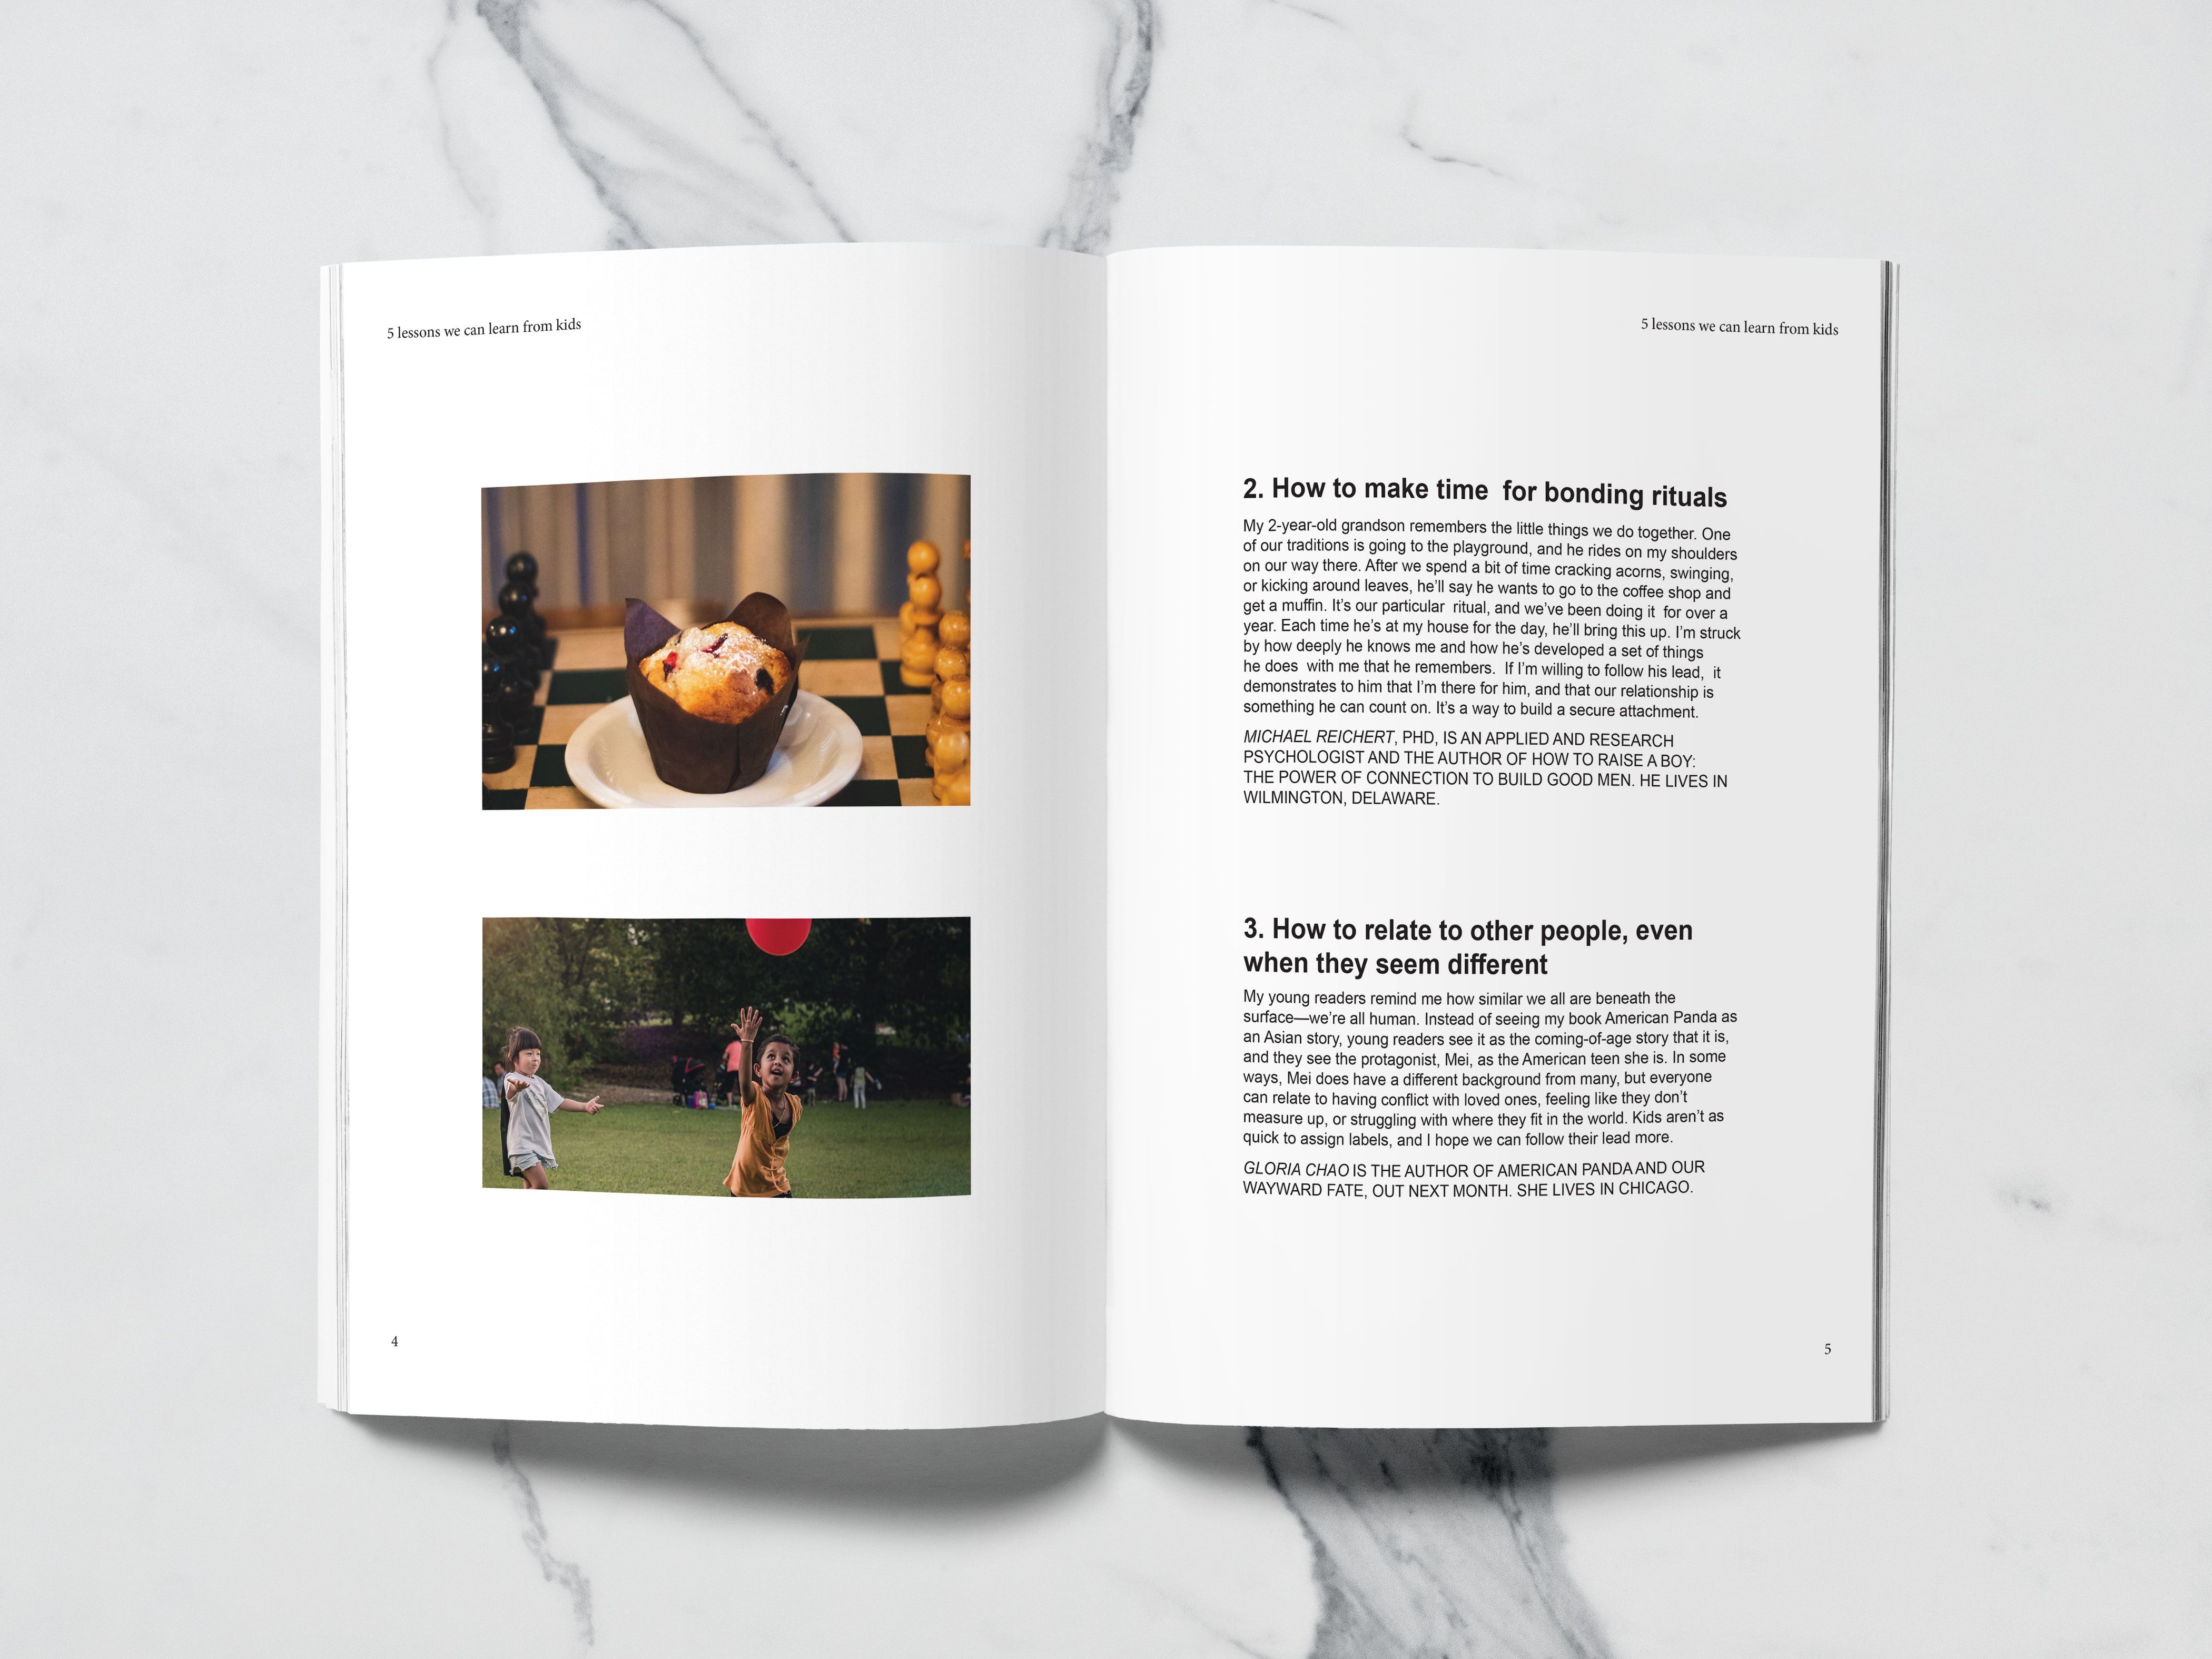 5 lessons we can learn from kids
4
5 lessons we can learn from kids
2. How to make time  for bonding rituals
My 2-year-old grandson remembers the little things we do together. One
of our traditions is going to the playground, and he rides on my shoulders
on our way there. After we spend a bit of time cracking acorns, swinging,
or kicking around leaves, he’ll say he wants to go to the coffee shop and
get a muffin. It’s our particular  ritual, and we’ve been doing it  for over a
year. Each time he’s at my house for the day, he’ll bring this up. I’m struck
by how deeply he knows me and how he’s developed a set of things
he does  with me that he remembers.  If I’m willing to follow his lead,  it
demonstrates to him that I’m there for him, and that our relationship is
something he can count on. It’s a way to build a secure attachment.
MICHAEL REICHERT, PHD, IS AN APPLIED AND RESEARCH
PSYCHOLOGIST AND THE AUTHOR OF HOW TO RAISE A BOY:
THE POWER OF CONNECTION TO BUILD GOOD MEN. HE LIVES IN
WILMINGTON, DELAWARE.
3. How to relate to other people, even
when they seem different
My young readers remind me how similar we all are beneath the
surface—we’re all human. Instead of seeing my book American Panda as
an Asian story, young readers see it as the coming-of-age story that it is,
and they see the protagonist, Mei, as the American teen she is. In some
ways, Mei does have a different background from many, but everyone
can relate to having conflict with loved ones, feeling like they don’t
measure up, or struggling with where they fit in the world. Kids aren’t as
quick to assign labels, and I hope we can follow their lead more.
GLORIA CHAO IS THE AUTHOR OF AMERICAN PANDA AND OUR
WAYWARD FATE, OUT NEXT MONTH. SHE LIVES IN CHICAGO.
5